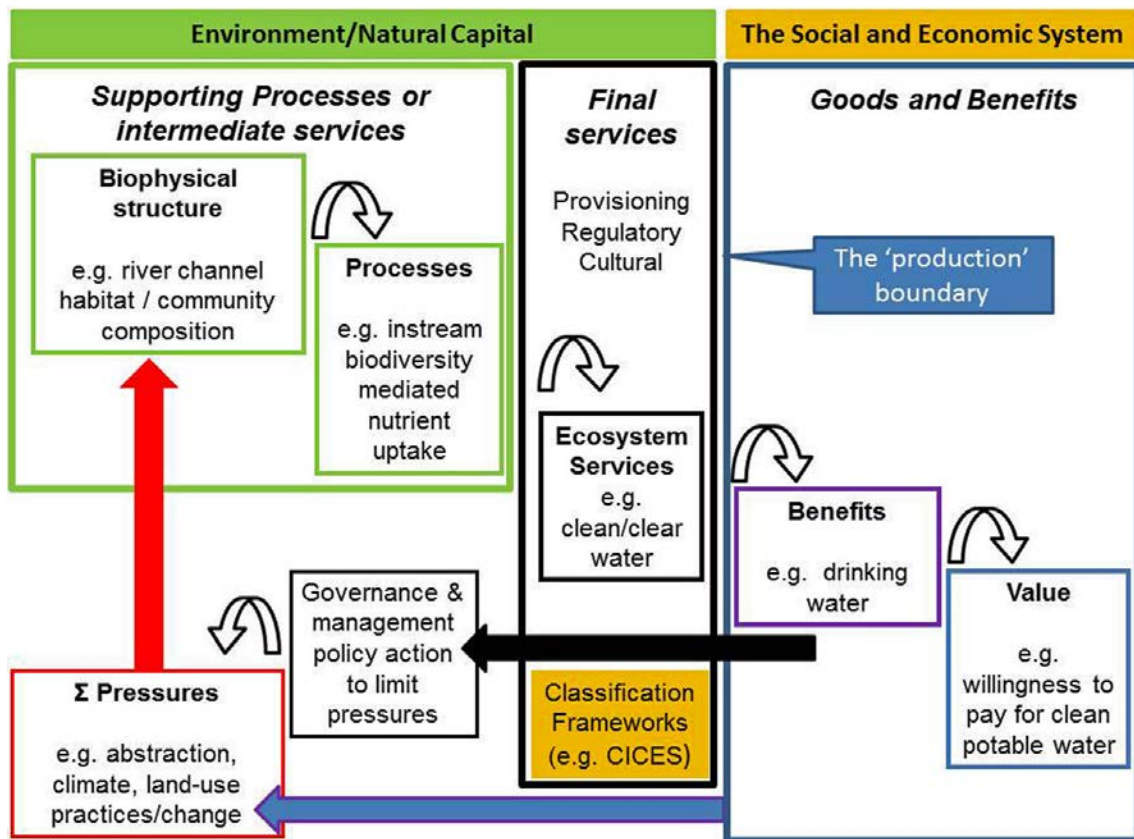 Environment/Natural Capital
The Social and Economic System
Supporting Processes or
intermediate services
Biophysical
structure
e.g. river channel
habitat / community
composition
Processes
e.g. instream
biodiversity
mediated
nutrient
uptake
Final
services
Provisioning
Regulatory
Cultural
Ecosystem
Services
e.g.
clean/clear
water
Goods and Benefits
The ‘production’
boundary
Benefits
e.g. drinking
water
Value
e.g.
willingness to
pay for clean
potable water
Governance &
management
policy action
to limit
pressures
Classification
Frameworks
(e.g. CICES)
Σ Pressures
e.g. abstraction,
climate, land-use
practices/change